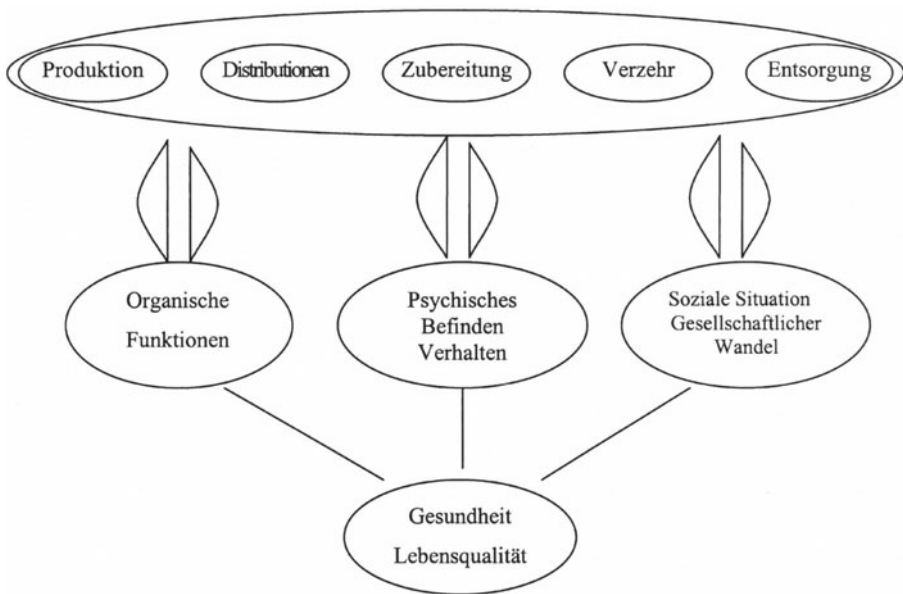 Produktion
Distributionen
Zubereitung
Verzehr
Entsorgung
Organische
Funktionen
Psychisches
Befinden
Verhalten
Soziale Situation
Gesellschaftlicher
Wandel
Gesundheit
Lebensqualität